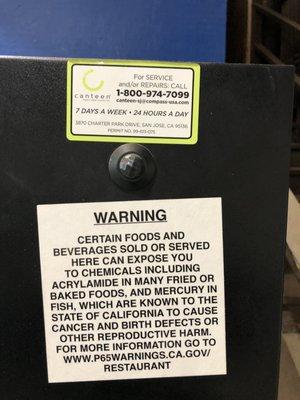 For SERVICE
and/or REPAIRS: CALL
1-800-974-7099
canteen
canteen-sj@compass-usa.com
7 DAYS A WEEK • 24 HOURS A DAY
3870 CHARTER PARK DRIVE, SAN JOSE, CA 95136
WARNING
CERTAIN FOODS AND
BEVERAGES SOLD OR SERVED
HERE CAN EXPOSE YOU
TO CHEMICALS INCLUDING
ACRYLAMIDE IN MANY FRIED OR
BAKED FOODS, AND MERCURY IN
FISH, WHICH ARE KNOWN TO THE
STATE OF CALIFORNIA TO CAUSE
CANCER AND BIRTH DEFECTS OR
OTHER REPRODUCTIVE HARM.
FOR MORE INFORMATION GO TO
WWW.P65WARNINGS.CA.GOV/
RESTAURANT